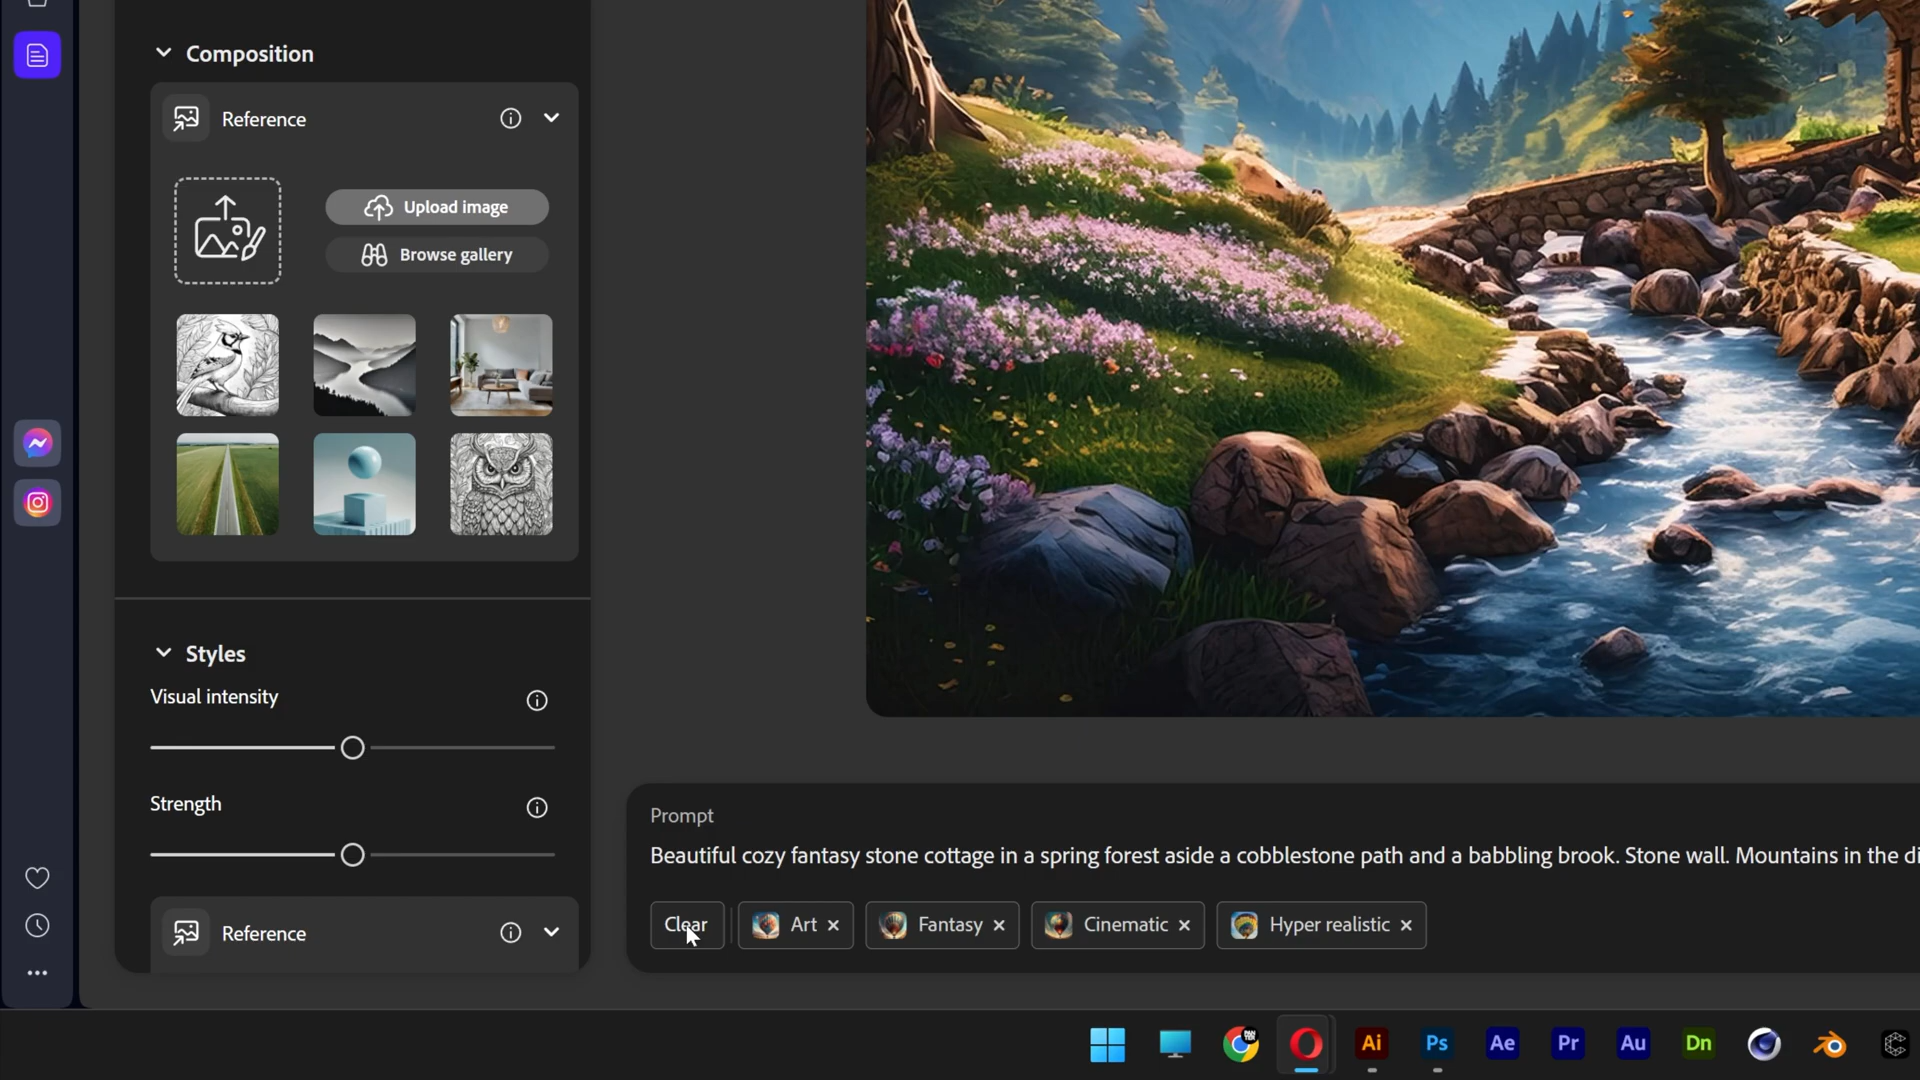 Composition
Reference
Upload image
Browse gallery
Styles
Visual intensity
Strength
Reference
Prompt
Beautiful cozy fantasy stone cottage in a spring forest aside a cobblestone path and a babbling brook. Stone wall. Mountains in the di
Clear
Art
Fantasy
Cinematic
Hyper realistic
Ai
Ps
Ae
Pr
Au
Dn